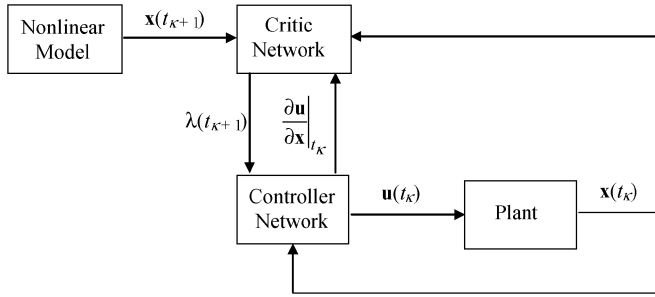 Nonlinear
Model
x(tκ+1)
Critic
Network
λ(tκ+1)
∂u
∂x
tκ
Controller
Network
u(tκ)
Plant
x(tκ)